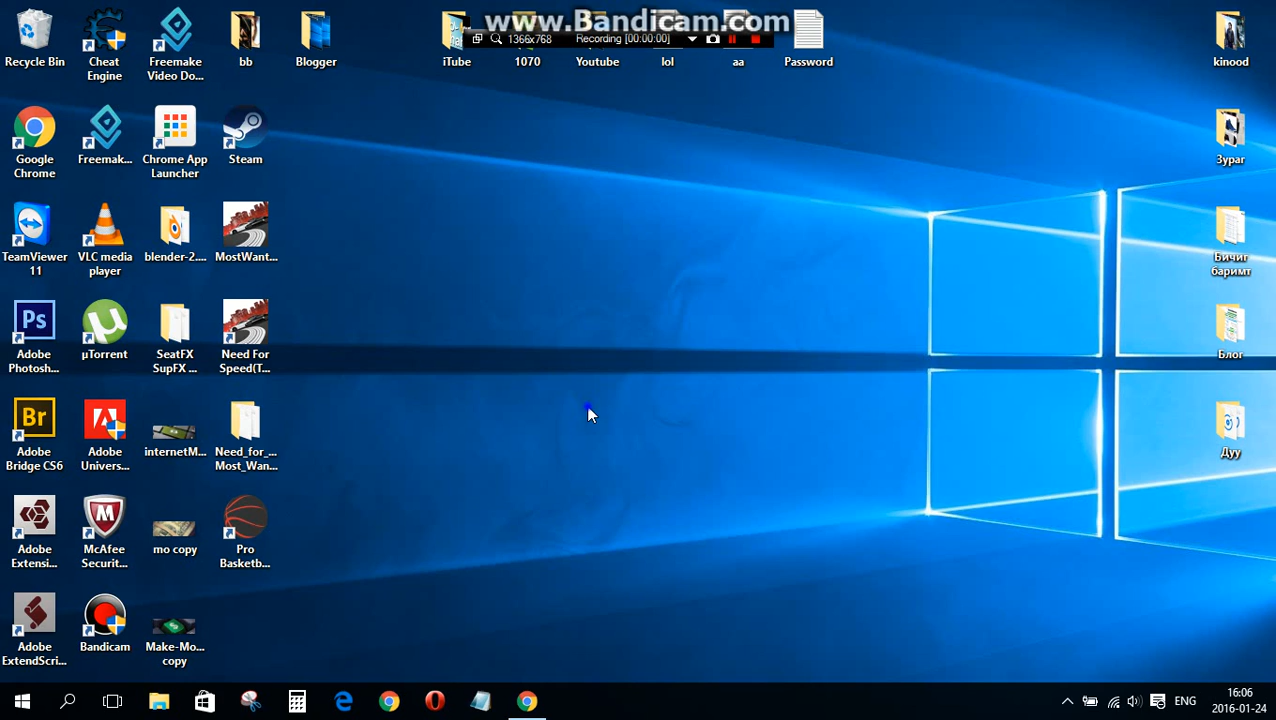 www.Bandicam.com
1366x768 Recording [00:00:00]
Recycle Bin
Cheat
Engine
Freemake
Video Do...
bb
Blogger
iTube
1070
Youtube
lol
aa
Password
kinood
Google
Chrome
Freemak...
Chrome App
Launcher
Steam
Зураг
TeamViewer
11
VLC media
player
blender-2....
MostWant...
Бичиг
баримт
Ps
Adobe
Photosh...
µTorrent
SeatFX
SupFX ...
Need For
Speed(T...
Блог
Br
Adobe
Bridge CS6
Adobe
Univers...
internetM...
Need_for_...
Most_Wan...
Дуу
Adobe
Extensi...
McAfee
Securit...
mo copy
Pro
Basketb...
Adobe
ExtendScri...
Bandicam
Make-Mo...
copy
ENG
16:06
2016-01-24